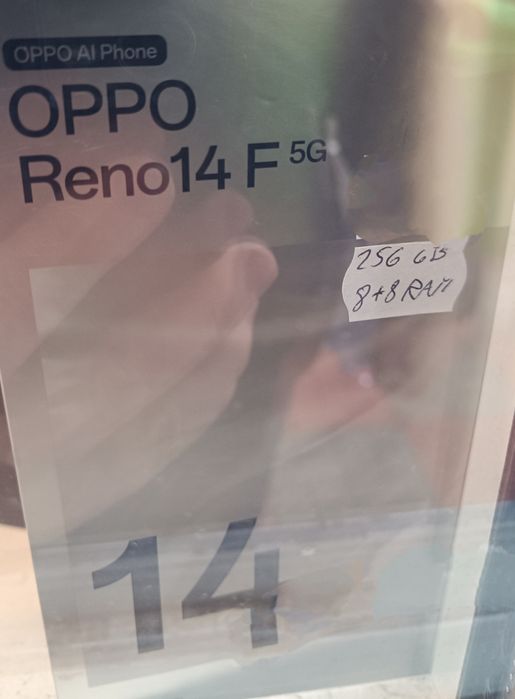 OPPO AI Phone
OPPO
Reno14 F 5G
256 GB
8+8 RAM
14